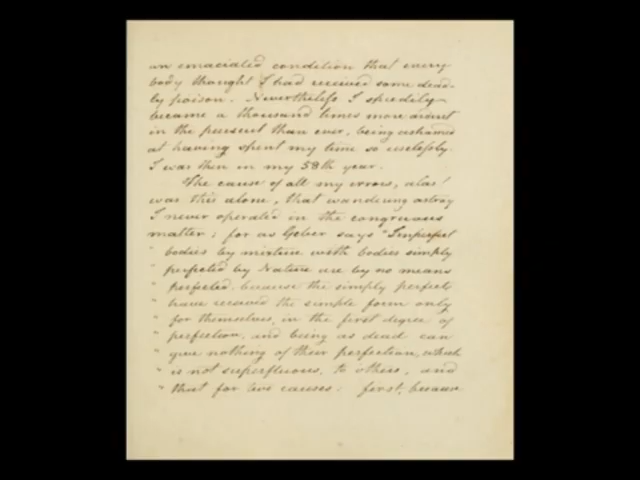 an emaciated condition that every
body thought I had received some dead-
ly poison. Nevertheless I speedily
became a thousand times more ardent
in the pursuit than ever, being ashamed
at having spent my time so uselessly.
I was then in my 58th year.
The cause of all my errors, alas!
was this alone, that wandering astray
I never operated in the congruous
matter; for as Geber says "Imperfect
" bodies by mixture with bodies simply
" perfected by Nature are by no means
" perfected, because the simply perfect
" have received the simple form only
" for themselves, in the first degree of
" perfection, and being as dead can
" give nothing of their perfection, which
" is not superfluous, to others, and
" that for two causes: first, because